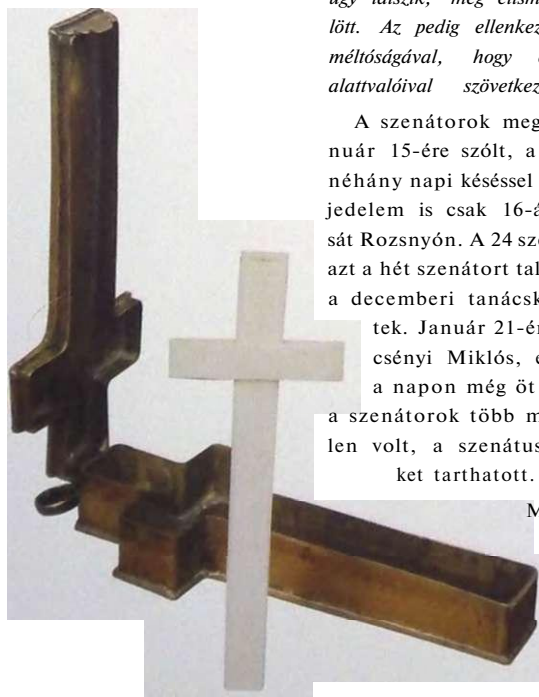 úgy látszik, még elism
lött. Az pedig ellenkez
méltóságával, hogy
alattvalóival szövetkez
A szenátorok meg
nuár 15-ére szólt, a
néhány napi késéssel
jedelem is csak 16-á
sát Rozsnyón. A 24 sze
azt a hét szenátort tal
a decemberi tanácsk
tek. Január 21-ér
csényi Miklós, e
a napon még öt
a szenátorok több m
len volt, a szenátus
ket tarthatott.
M